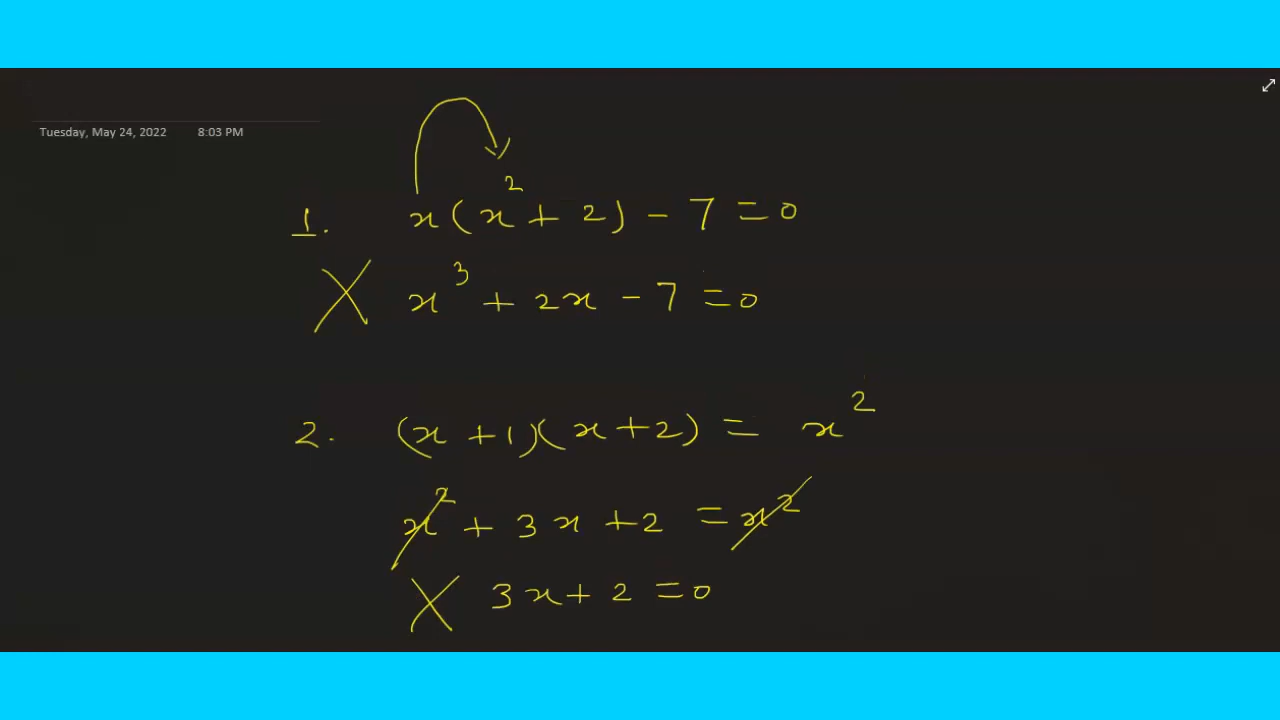 Tuesday, May 24, 2022 8:03 PM
1. x(x² + 2) - 7 = 0
X x³ + 2x - 7 = 0
2. (x + 1)(x + 2) = x²
x² + 3x + 2 = x²
X 3x + 2 = 0